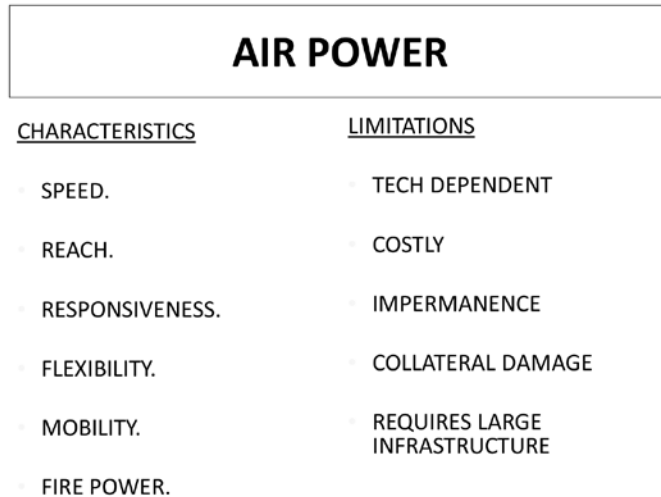 AIR POWER
CHARACTERISTICS
SPEED.
REACH.
RESPONSIVENESS.
FLEXIBILITY.
MOBILITY.
FIRE POWER.
LIMITATIONS
TECH DEPENDENT
COSTLY
IMPERMANENCE
COLLATERAL DAMAGE
REQUIRES LARGE
INFRASTRUCTURE